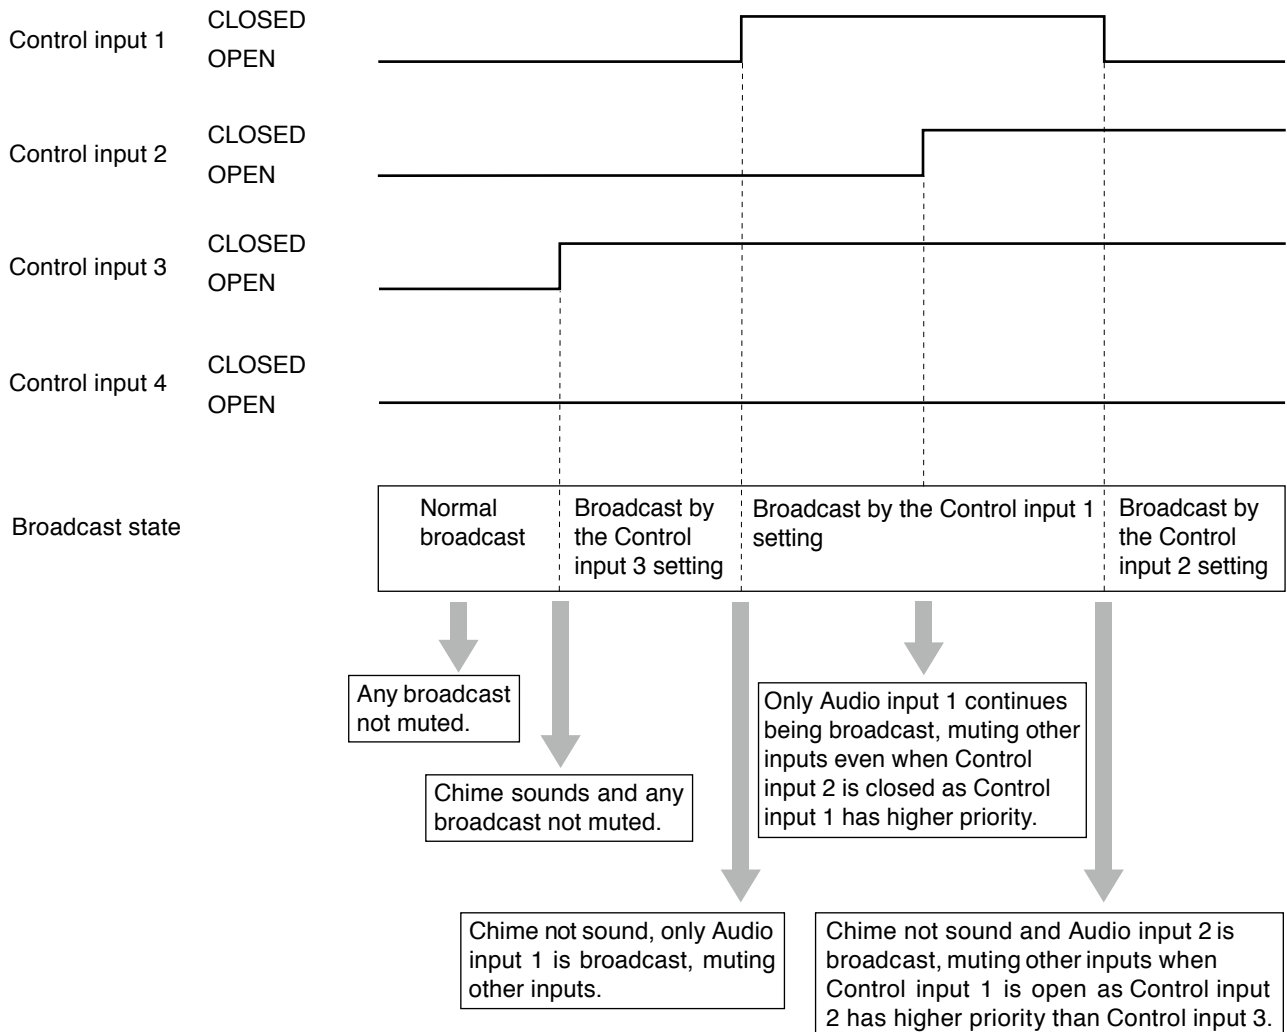 CLOSED
Control input 1
OPEN
CLOSED
Control input 2
OPEN
CLOSED
Control input 3
OPEN
CLOSED
Control input 4
OPEN
Broadcast state
Normal
broadcast
Broadcast by
the Control
input 3 setting
Broadcast by the Control input 1
setting
Broadcast by
the Control
input 2 setting
Any broadcast
not muted.
Chime sounds and any
broadcast not muted.
Only Audio input 1 continues
being broadcast, muting other
inputs even when Control
input 2 is closed as Control
input 1 has higher priority.
Chime not sound, only Audio
input 1 is broadcast, muting
other inputs.
Chime not sound and Audio input 2 is
broadcast, muting other inputs when
Control input 1 is open as Control input
2 has higher priority than Control input 3.